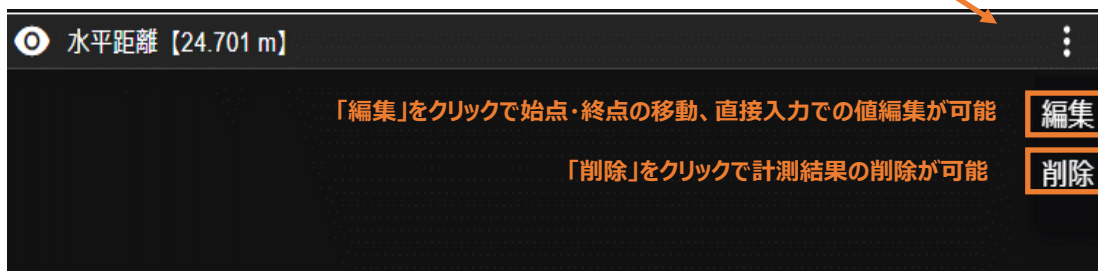 水平距離【24.701 m】
「編集」をクリックで始点・終点の移動、直接入力での値編集が可能
編集
「削除」をクリックで計測結果の削除が可能
削除